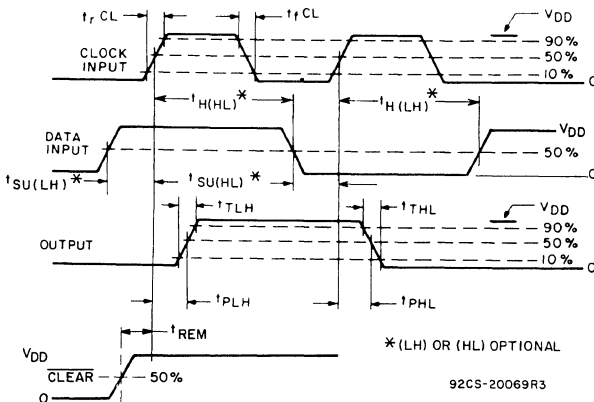 tr CL
tf CL
VDD
90%
50%
10%
0
CLOCK
INPUT
tH(HL)*
tH(LH)*
DATA
INPUT
VDD
50%
0
tSU(LH)*
tSU(HL)*
tTLH
tTHL
VDD
90%
50%
10%
0
OUTPUT
tPLH
tPHL
tREM
VDD
CLEAR
50%
0
*(LH) OR (HL) OPTIONAL
92CS-20069R3